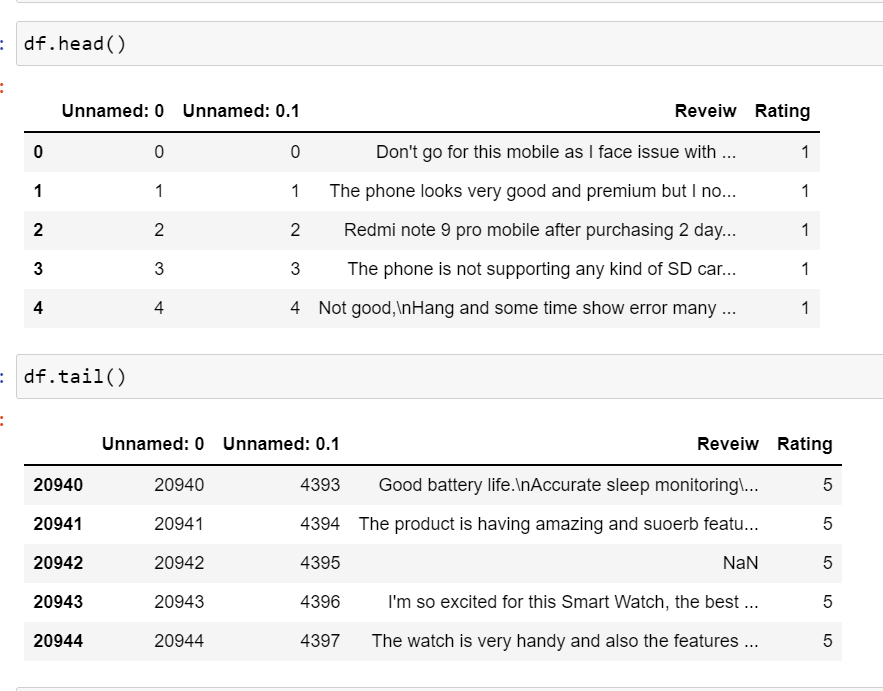 df.head()
Unnamed: 0 Unnamed: 0.1 Reveiw Rating
0 0 0 Don't go for this mobile as I face issue with ... 1
1 1 1 The phone looks very good and premium but I no... 1
2 2 2 Redmi note 9 pro mobile after purchasing 2 day... 1
3 3 3 The phone is not supporting any kind of SD car... 1
4 4 4 Not good,\nHang and some time show error many ... 1
df.tail()
Unnamed: 0 Unnamed: 0.1 Reveiw Rating
20940 20940 4393 Good battery life.\nAccurate sleep monitoring\... 5
20941 20941 4394 The product is having amazing and suoerb featu... 5
20942 20942 4395 NaN 5
20943 20943 4396 I'm so excited for this Smart Watch, the best ... 5
20944 20944 4397 The watch is very handy and also the features ... 5